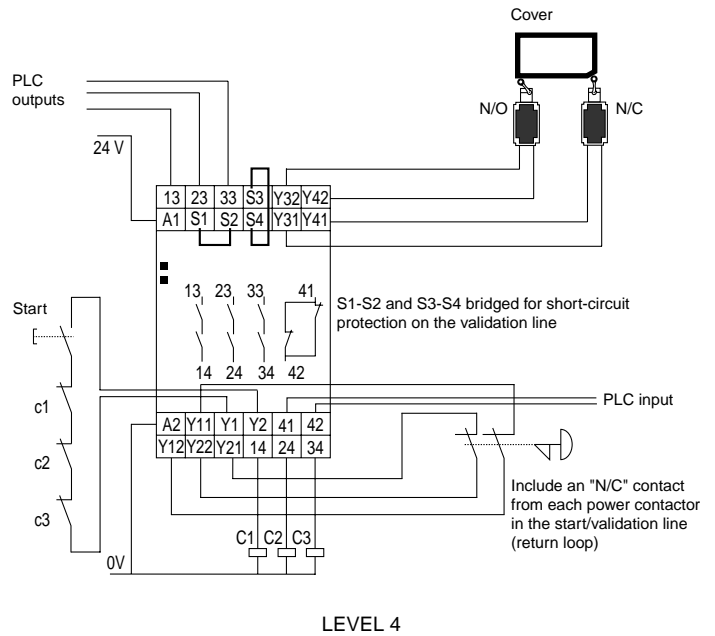 Cover
PLC
outputs
N/O
N/C
24 V
13 23 33 S3 Y32 Y42
A1 S1 S2 S4 Y31 Y41
13 23 33 41
S1-S2 and S3-S4 bridged for short-circuit
protection on the validation line
Start
14 24 34 42
c1
PLC input
A2 Y11 Y1 Y2 41 42
Y12 Y22 Y21 14 24 34
c2
Include an "N/C" contact
from each power contactor
in the start/validation line
(return loop)
c3
C1 C2 C3
0V
LEVEL 4